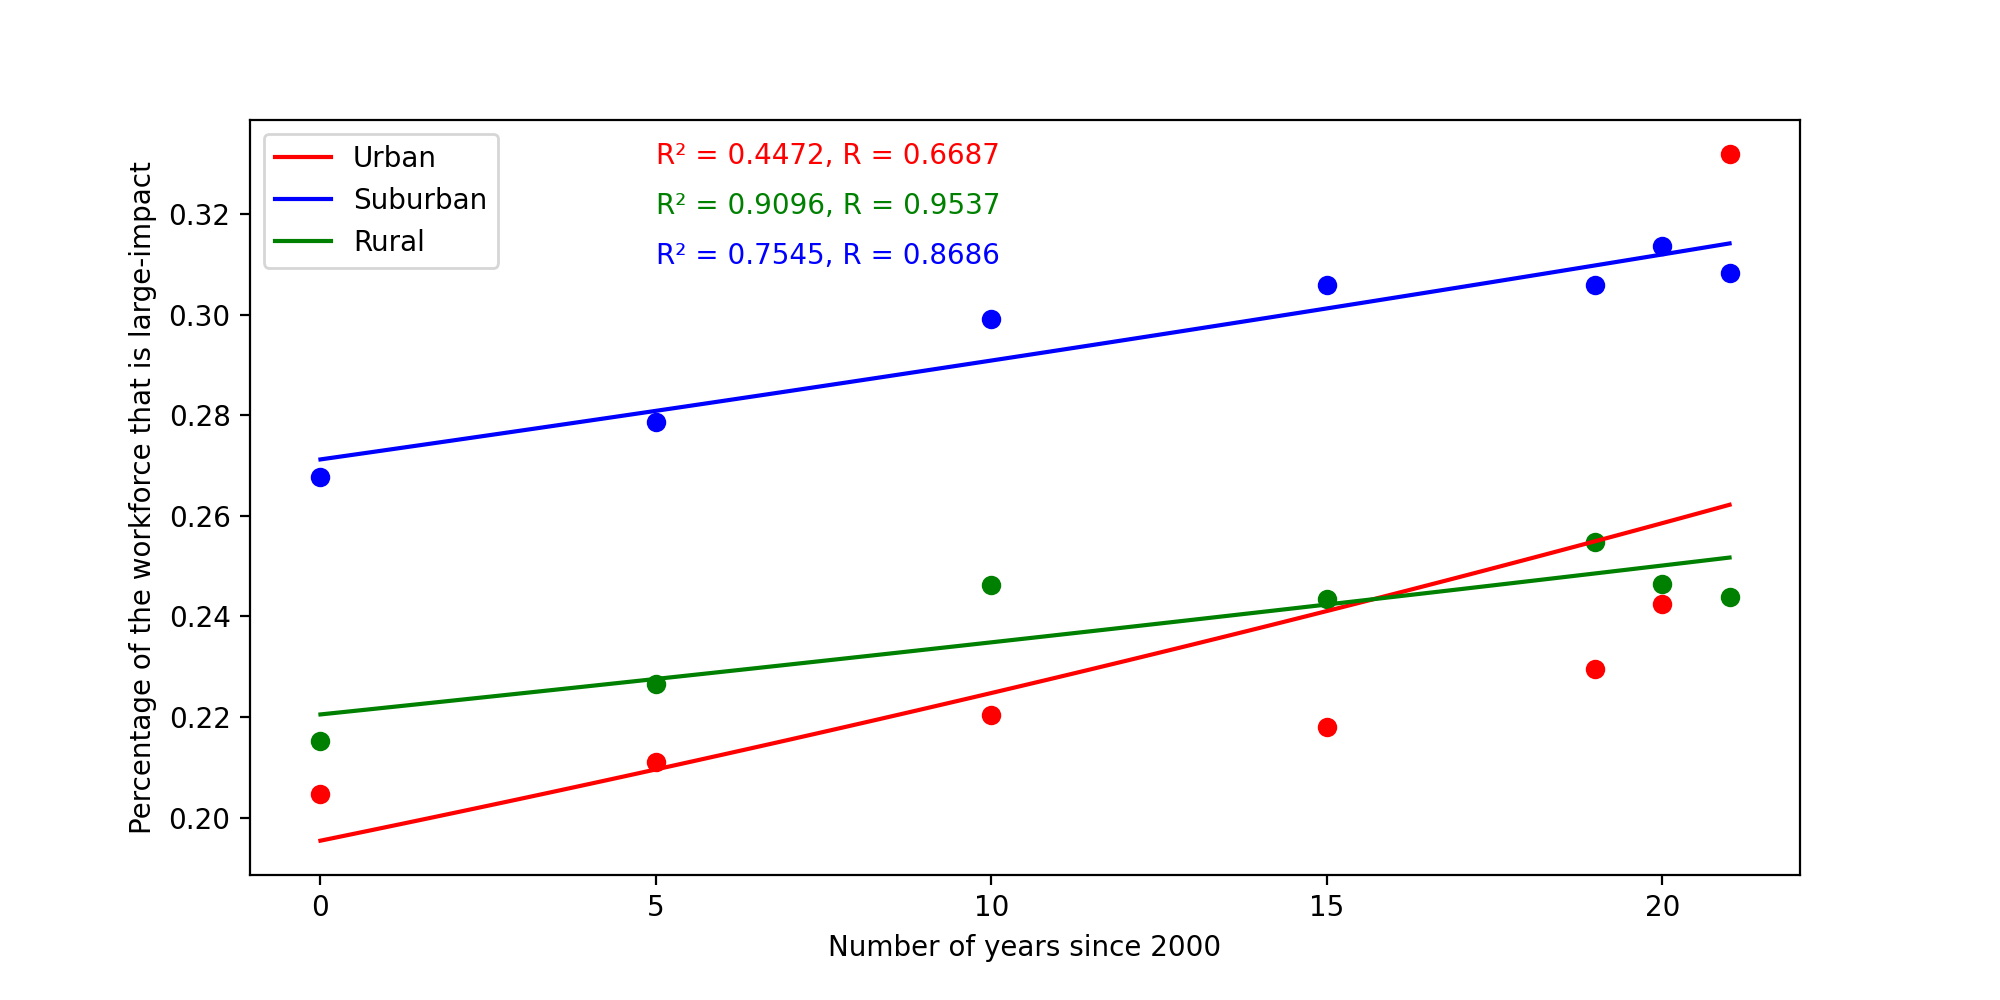 Urban
Suburban
Rural
R² = 0.4472, R = 0.6687
R² = 0.9096, R = 0.9537
R² = 0.7545, R = 0.8686
Percentage of the workforce that is large-impact
0.32
0.30
0.28
0.26
0.24
0.22
0.20
0 5 10 15 20
Number of years since 2000